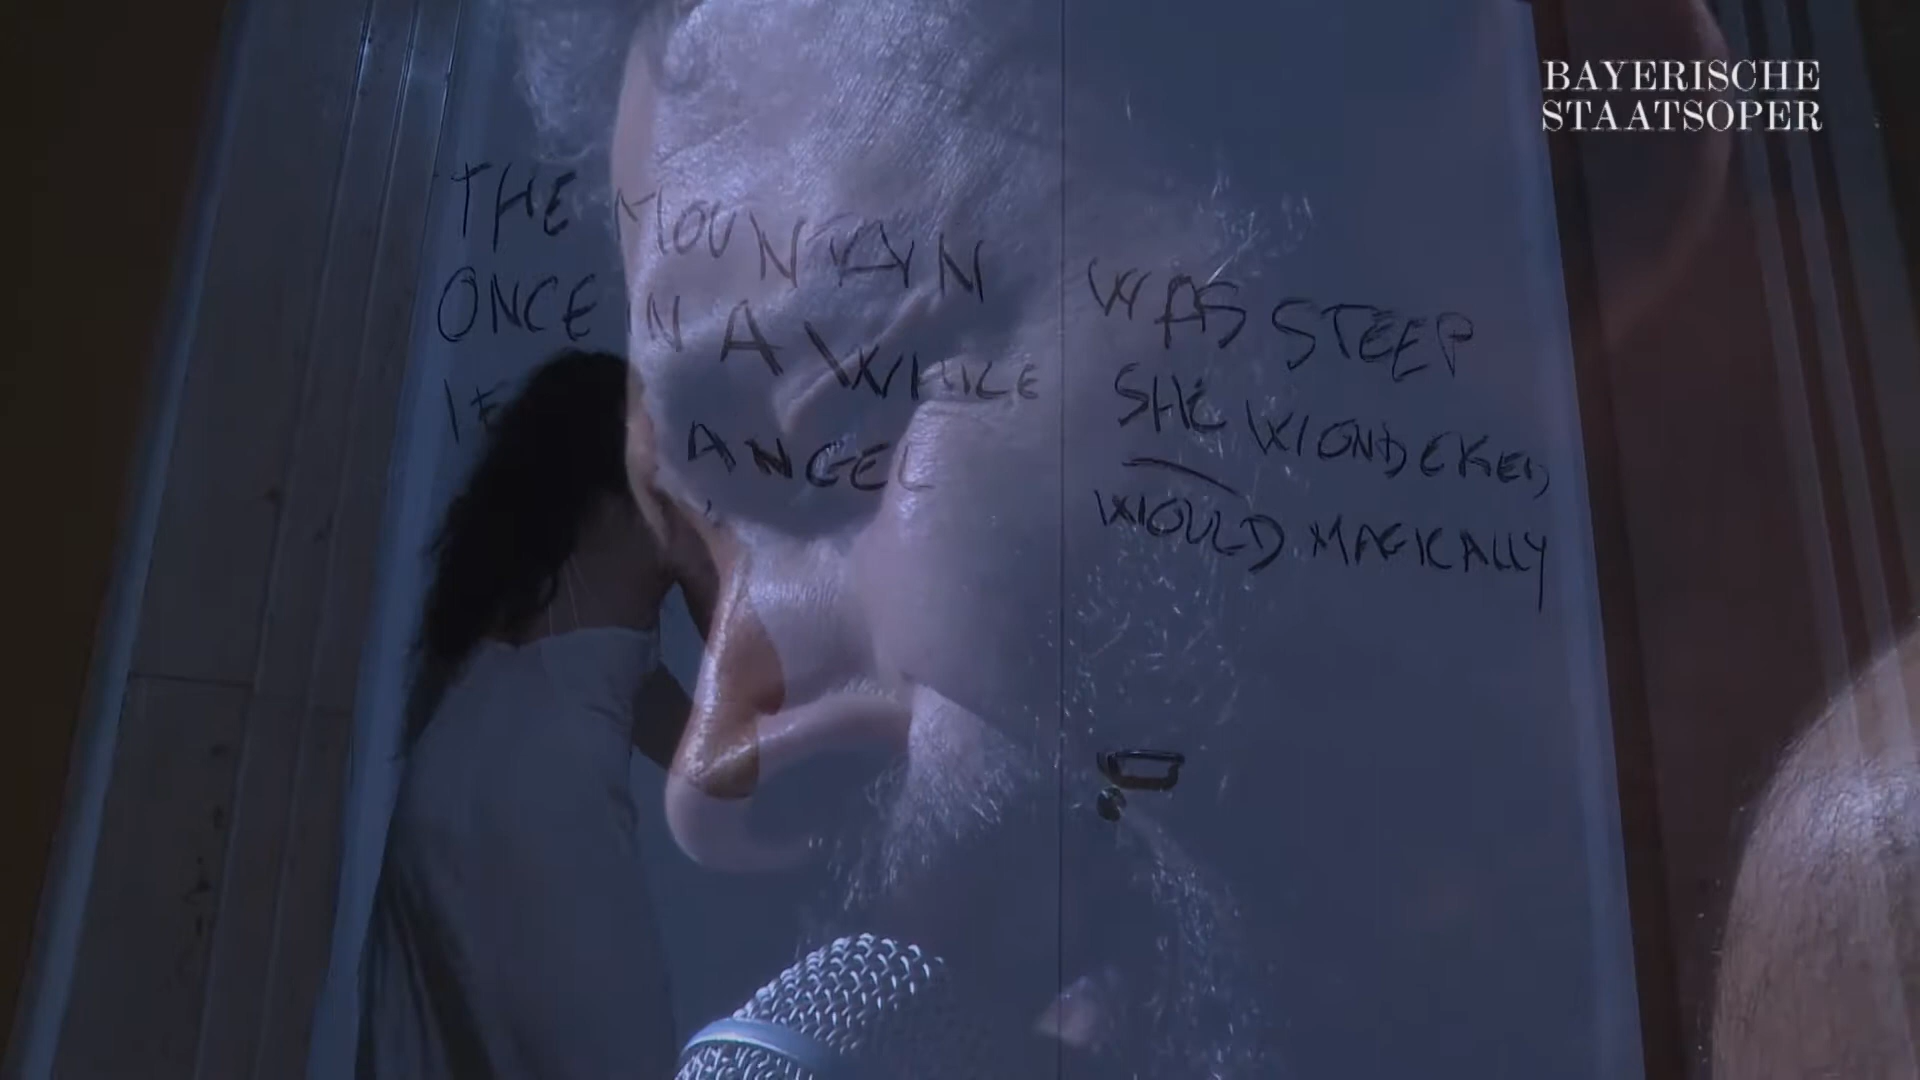 BAYERISCHE
STAATSOPER
THE MOUNTAIN WAS STEEP
ONCE IN A WHILE SHE WONDERED
ANGEL WOULD MAGICALLY